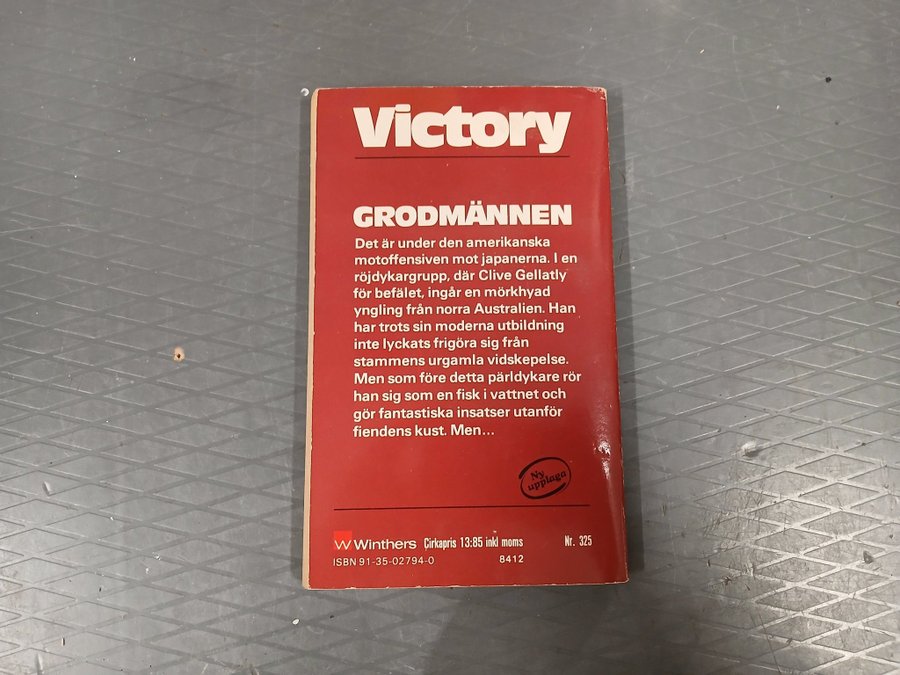 Victory
GRODMÄNNEN
Det är under den amerikanska
motoffensiven mot japanerna. I en
röjdykargrupp, där Clive Gellatly
för befälet, ingår en mörkhyad
yngling från norra Australien. Han
har trots sin moderna utbildning
inte lyckats frigöra sig från
stammens urgamla vidskepelse.
Men som före detta pärldykare rör
han sig som en fisk i vattnet och
gör fantastiska insatser utanför
fiendens kust. Men...
Ny
upplaga
W Winthers Cirkapris 13:85 inkl moms Nr. 325
ISBN 91-35-02794-0 8412